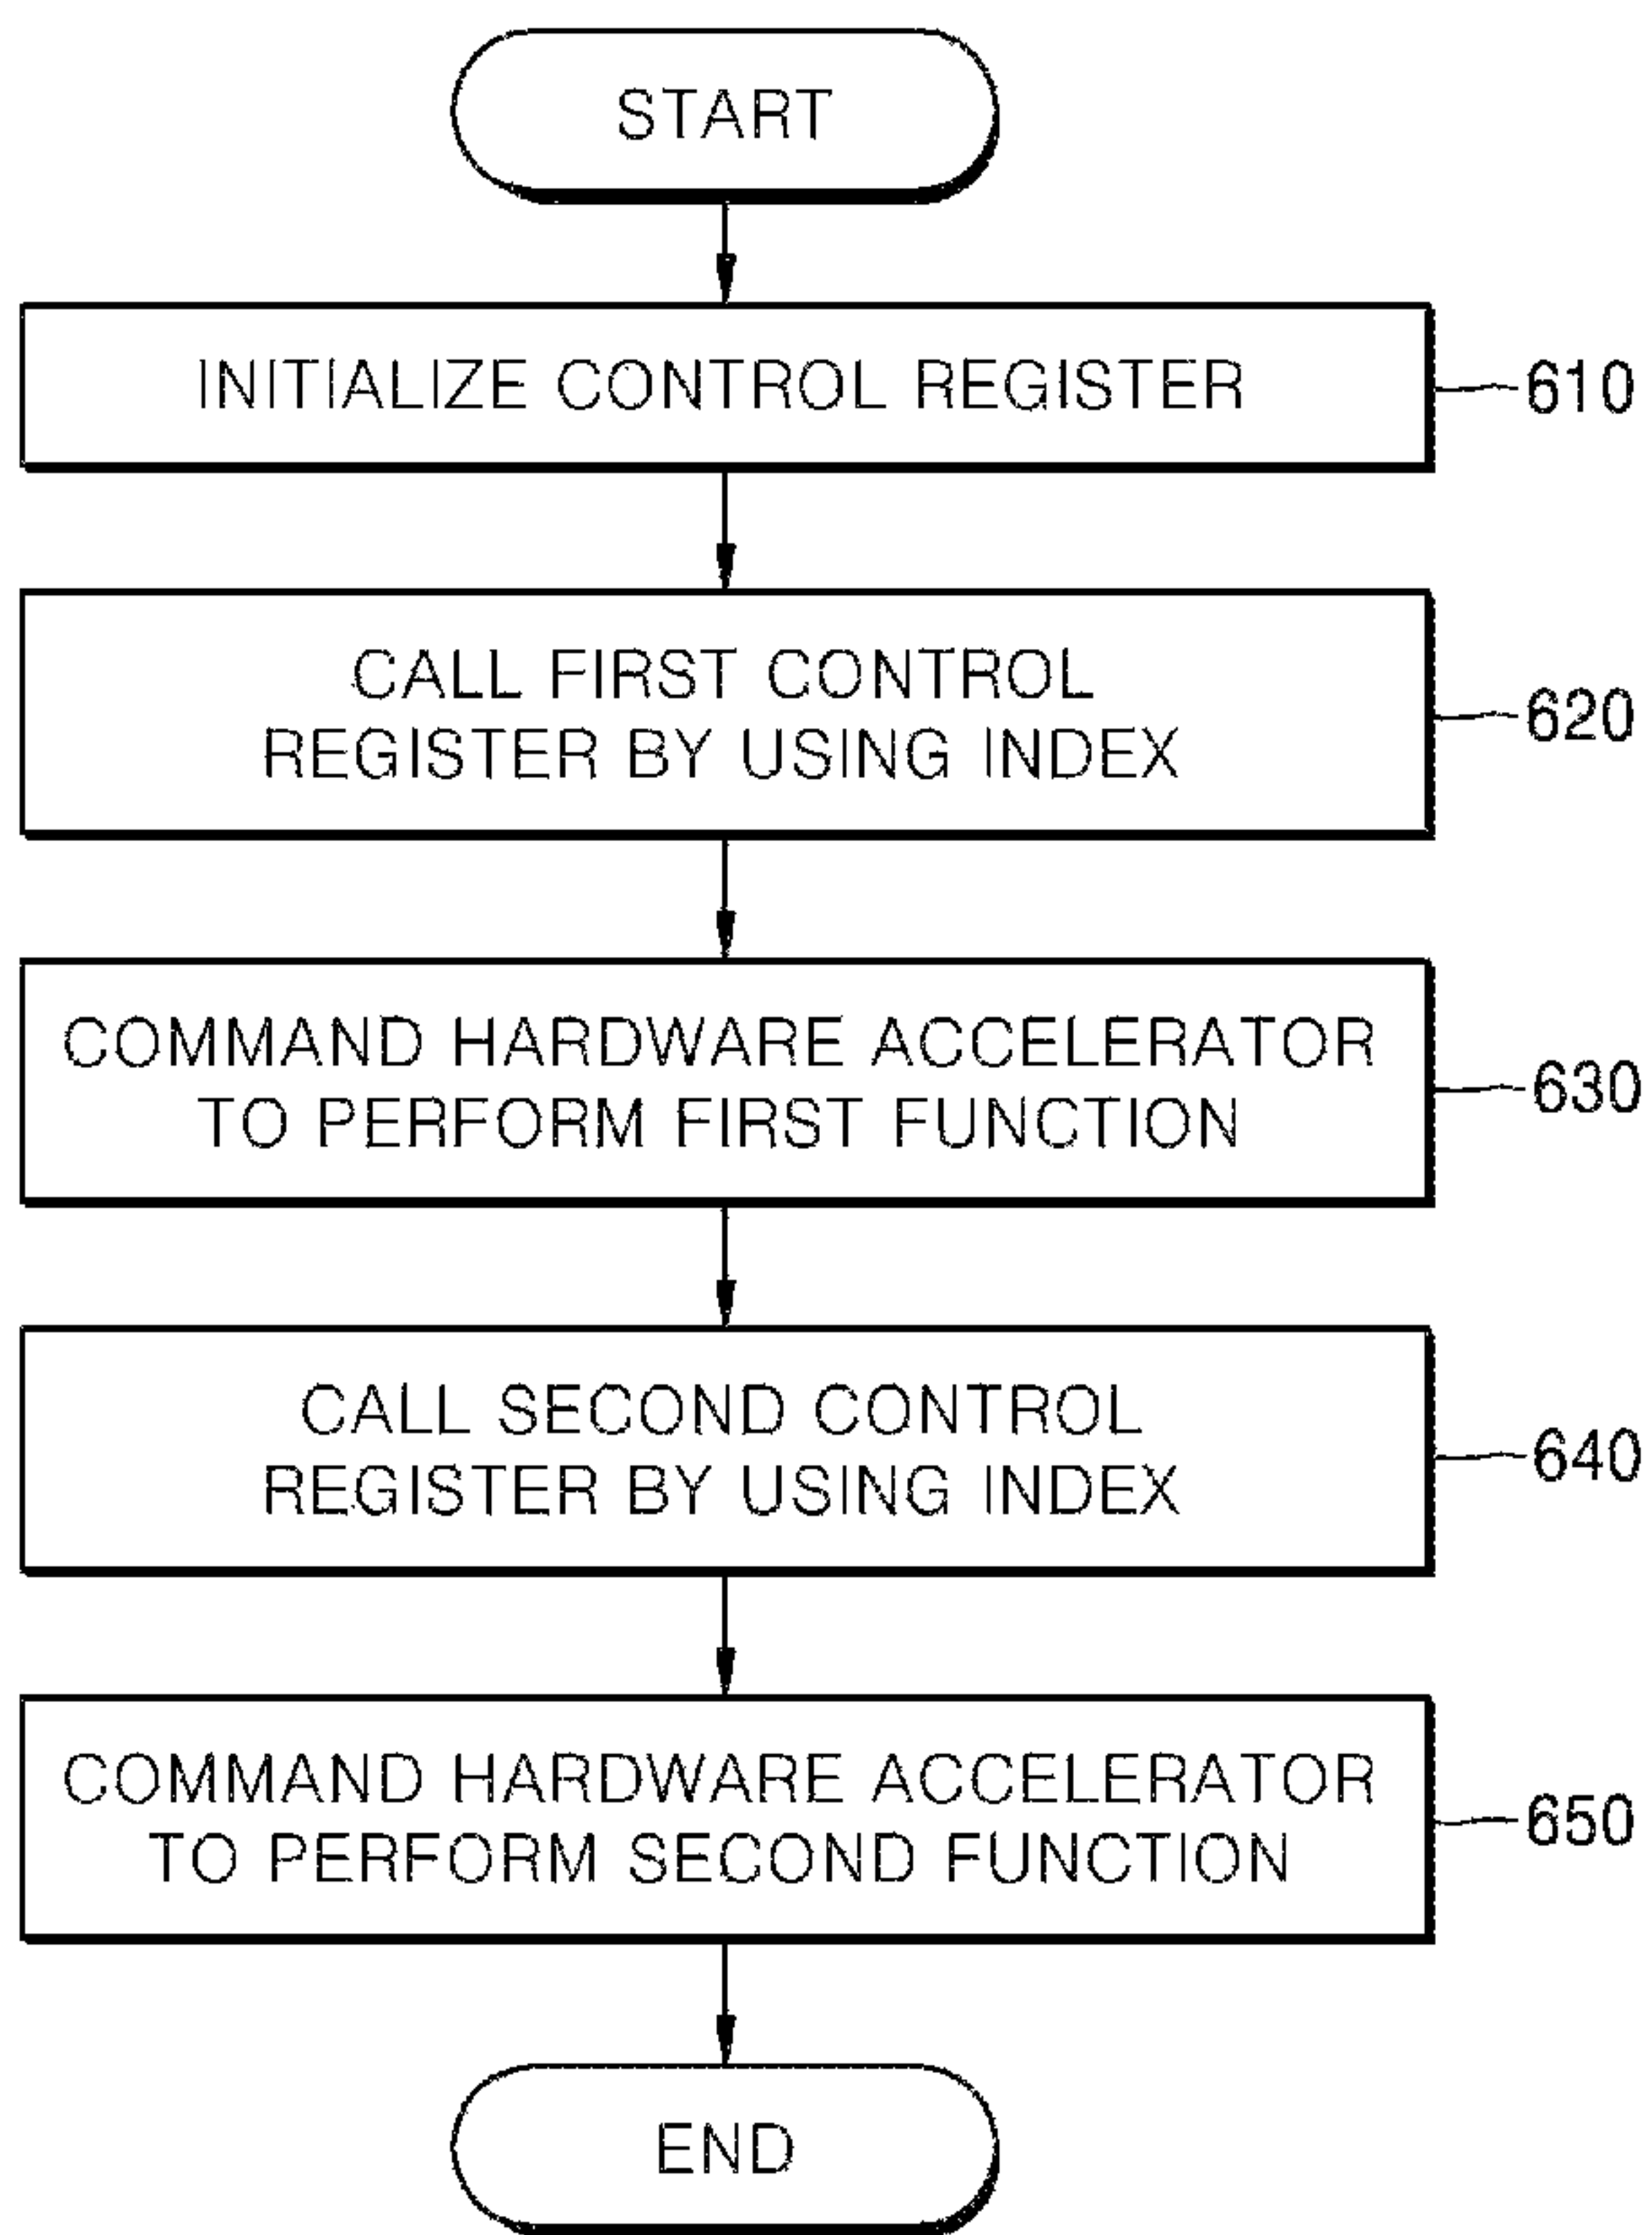 START
INITIALIZE CONTROL REGISTER
610
CALL FIRST CONTROL
REGISTER BY USING INDEX
620
COMMAND HARDWARE ACCELERATOR
TO PERFORM FIRST FUNCTION
630
CALL SECOND CONTROL
REGISTER BY USING INDEX
640
COMMAND HARDWARE ACCELERATOR
TO PERFORM SECOND FUNCTION
650
END